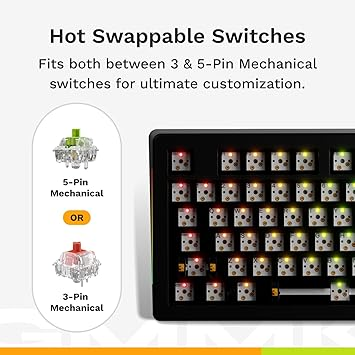 Hot Swappable Switches
Fits both between 3 & 5-Pin Mechanical
switches for ultimate customization.
5-Pin
Mechanical
OR
3-Pin
Mechanical